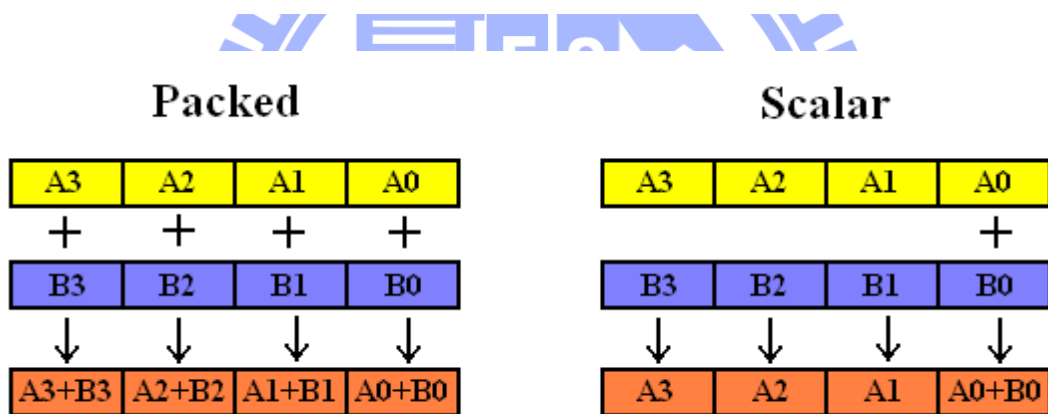 Packed
A3 A2 A1 A0
+ + + +
B3 B2 B1 B0
A3+B3 A2+B2 A1+B1 A0+B0
Scalar
A3 A2 A1 A0
+
B3 B2 B1 B0
A3 A2 A1 A0+B0